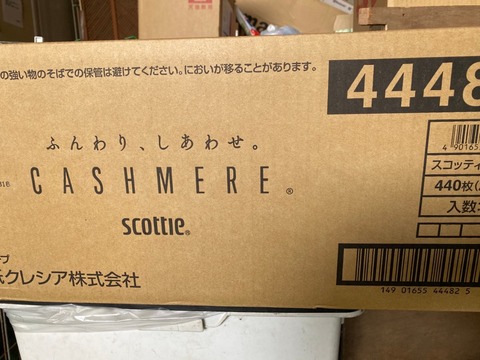 の強い物のそばでの保管は避けてください。においが移ることがあります。
4448
ふんわり、しあわせ。
CASHMERE®
scottie®
4 90165
スコッティ
440枚
入数
プ
クレシア株式会社
149 01655 44482 5